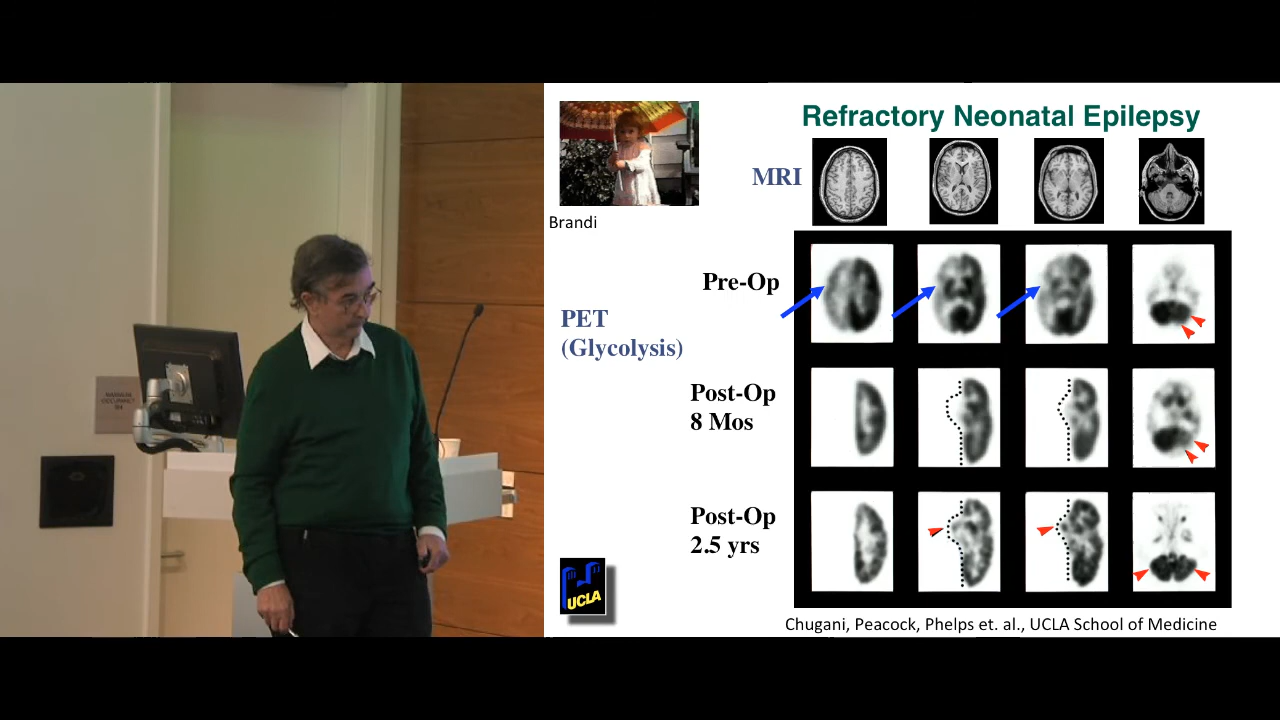 Refractory Neonatal Epilepsy
MRI
Brandi
Pre-Op
PET
(Glycolysis)
Post-Op
8 Mos
Post-Op
2.5 yrs
UCLA
Chugani, Peacock, Phelps et. al., UCLA School of Medicine